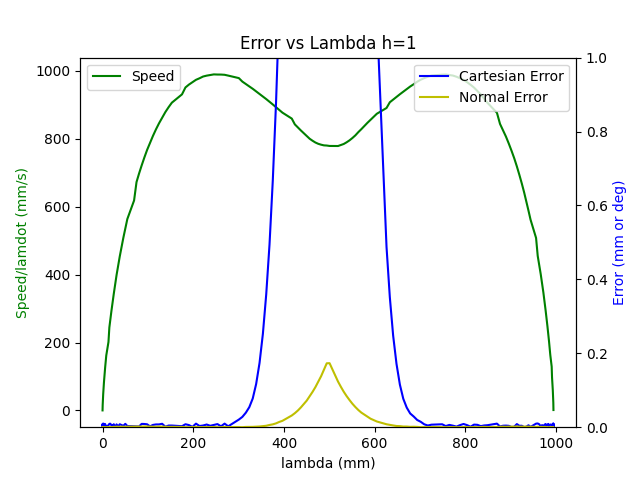 Error vs Lambda h=1
Speed
Cartesian Error
Normal Error
Speed/lamdot (mm/s)
1000
800
600
400
200
0
1.0
0.8
0.6
0.4
0.2
0.0
Error (mm or deg)
0 200 400 600 800 1000
lambda (mm)